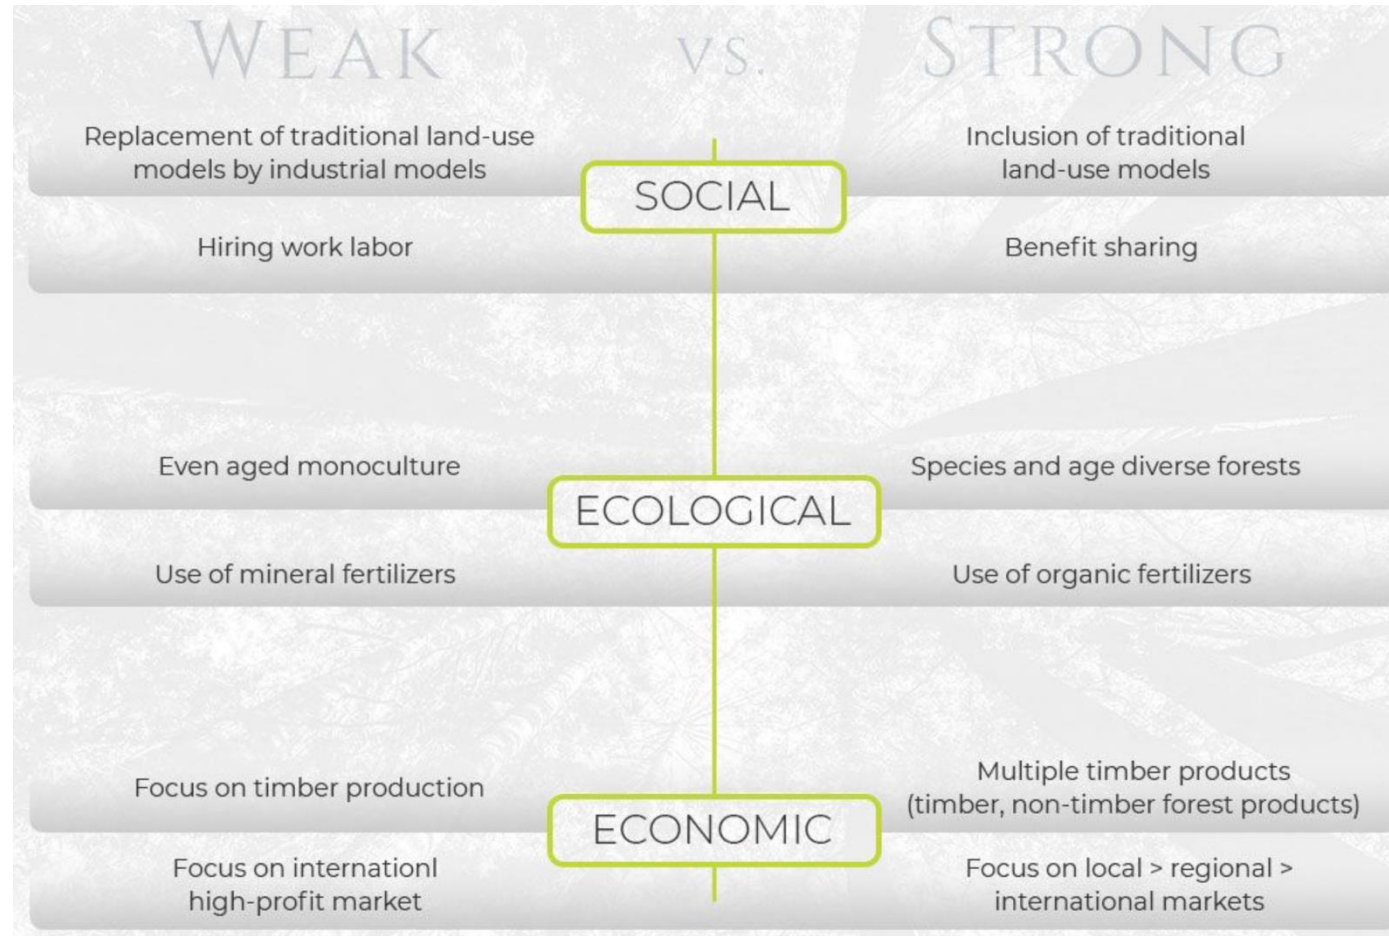 WEAK VS. STRONG
Replacement of traditional land-use
models by industrial models
SOCIAL
Inclusion of traditional
land-use models
Hiring work labor
Benefit sharing
Even aged monoculture
ECOLOGICAL
Species and age diverse forests
Use of mineral fertilizers
Use of organic fertilizers
Focus on timber production
ECONOMIC
Multiple timber products
(timber, non-timber forest products)
Focus on internationl
high-profit market
Focus on local > regional >
international markets